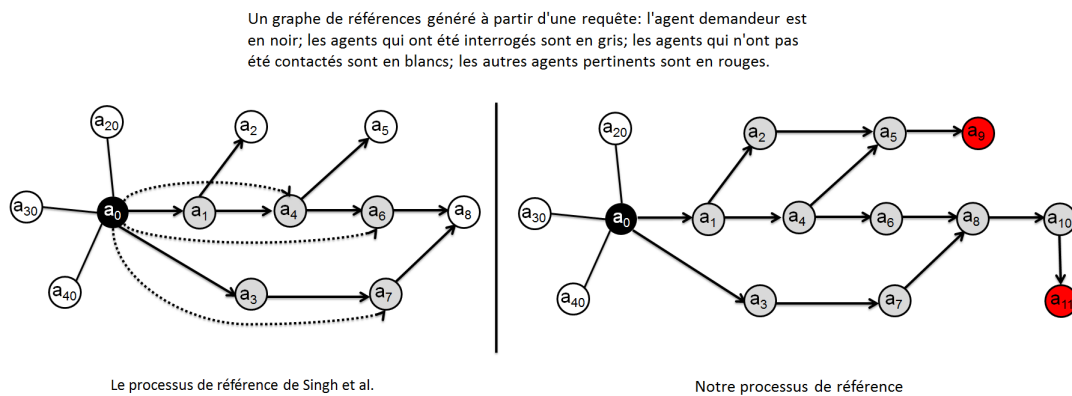 Un graphe de références généré à partir d'une requête: l'agent demandeur est
en noir; les agents qui ont été interrogés sont en gris; les agents qui n'ont pas
été contactés sont en blancs; les autres agents pertinents sont en rouges.
a20
a2
a5
a30
a0
a1
a4
a6
a8
a40
a3
a7
Le processus de référence de Singh et al.
a20
a2
a5
a9
a30
a0
a1
a4
a6
a8
a10
a40
a3
a7
a11
Notre processus de référence